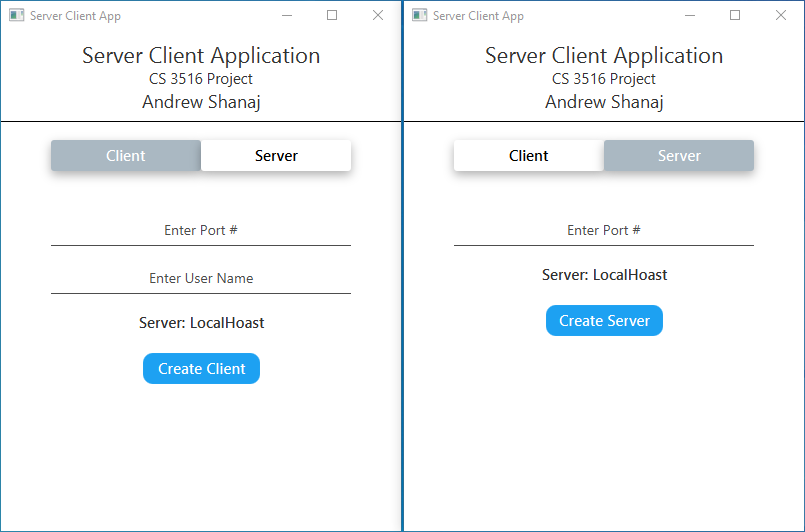 Server Client App
Server Client Application
CS 3516 Project
Andrew Shanaj
Client Server
Enter Port #
Enter User Name
Server: LocalHoast
Create Client
Server Client App
Server Client Application
CS 3516 Project
Andrew Shanaj
Client Server
Enter Port #
Server: LocalHoast
Create Server